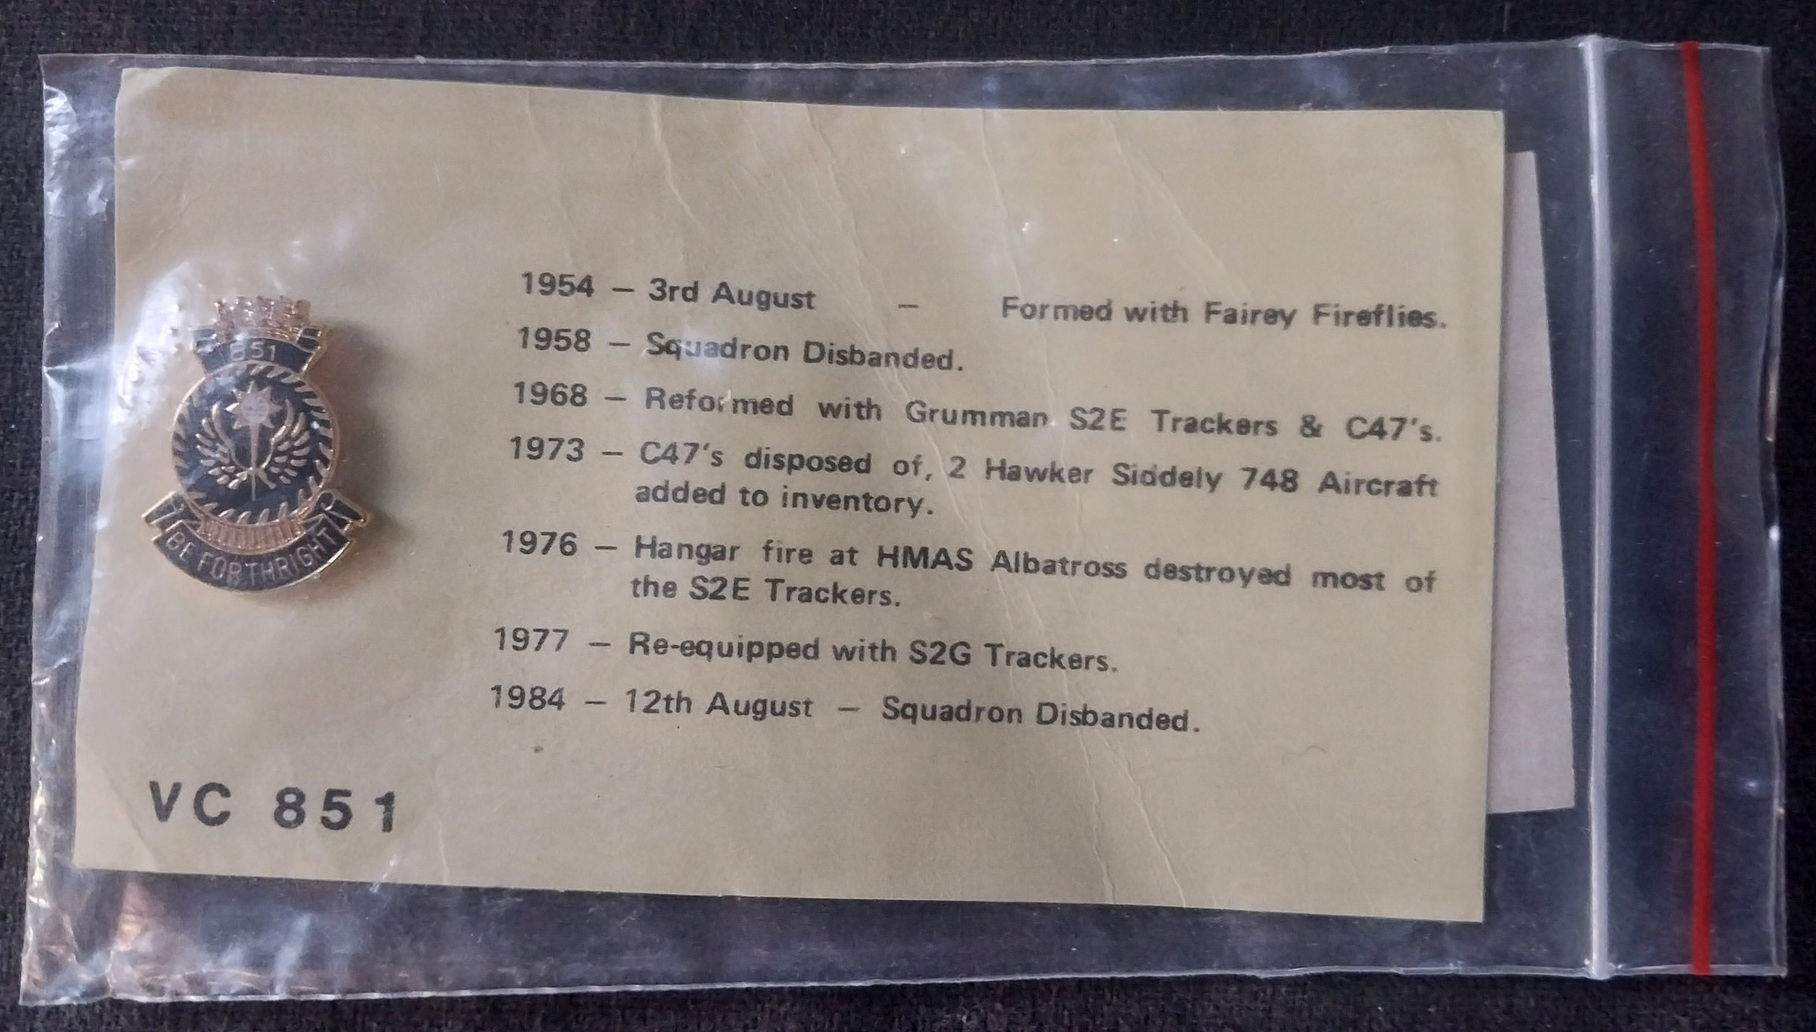 851
BE FORTHRIGHT
1954 – 3rd August – Formed with Fairey Fireflies.
1958 – Squadron Disbanded.
1968 – Reformed with Grumman S2E Trackers & C47's.
1973 – C47's disposed of, 2 Hawker Siddely 748 Aircraft
added to inventory.
1976 – Hangar fire at HMAS Albatross destroyed most of
the S2E Trackers.
1977 – Re-equipped with S2G Trackers.
1984 – 12th August – Squadron Disbanded.
VC 851